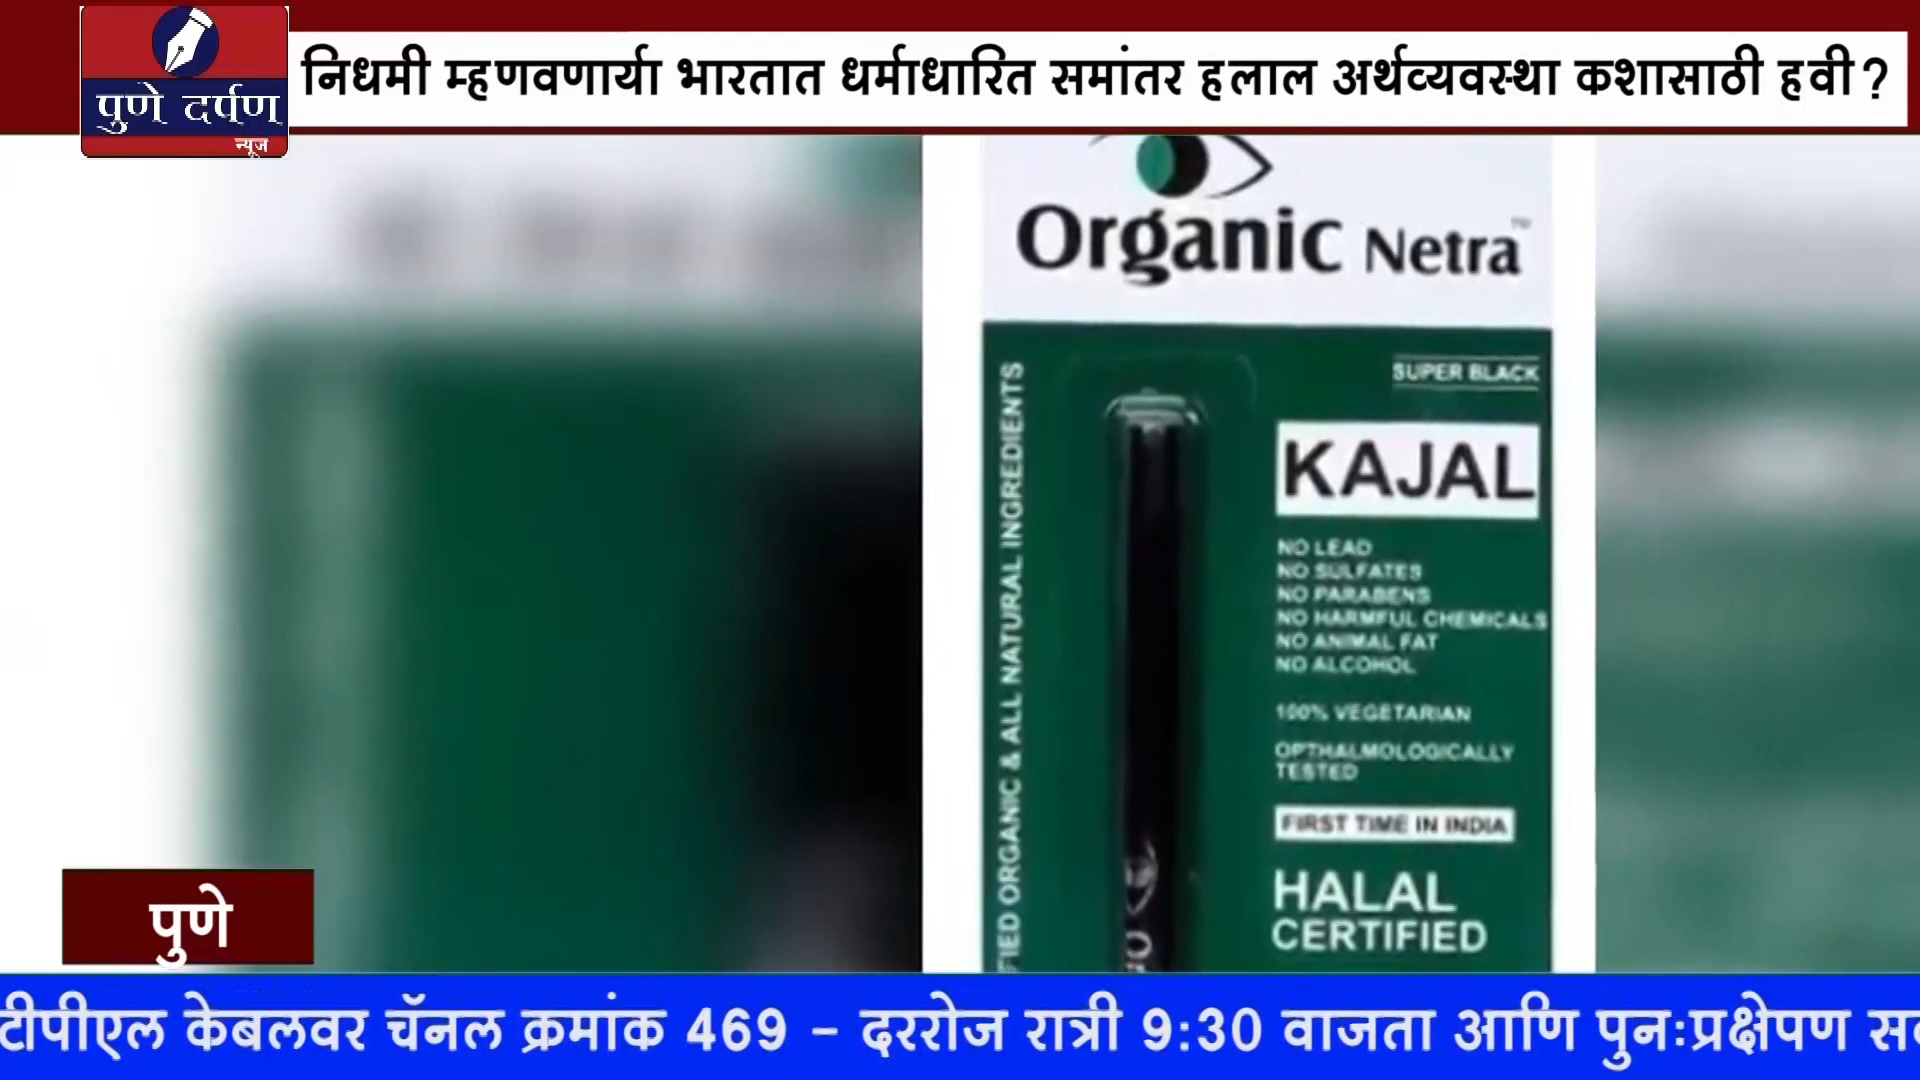 निधमी म्हणवणार्या भारतात धर्माधारित समांतर हलाल अर्थव्यवस्था कशासाठी हवी?
पुणे दर्पण
न्यूज
Organic Netra
TM
SUPER BLACK
KAJAL
NO LEAD
NO SULFATES
NO PARABENS
NO HARMFUL CHEMICALS
NO ANIMAL FAT
NO ALCOHOL
100% VEGETARIAN
OPTHALMOLOGICALLY
TESTED
FIRST TIME IN INDIA
HALAL
CERTIFIED
FIED ORGANIC & ALL NATURAL INGREDIENTS
पुणे
टीपीएल केबलवर चॅनल क्रमांक 469 - दररोज रात्री 9:30 वाजता आणि पुनःप्रक्षेपण